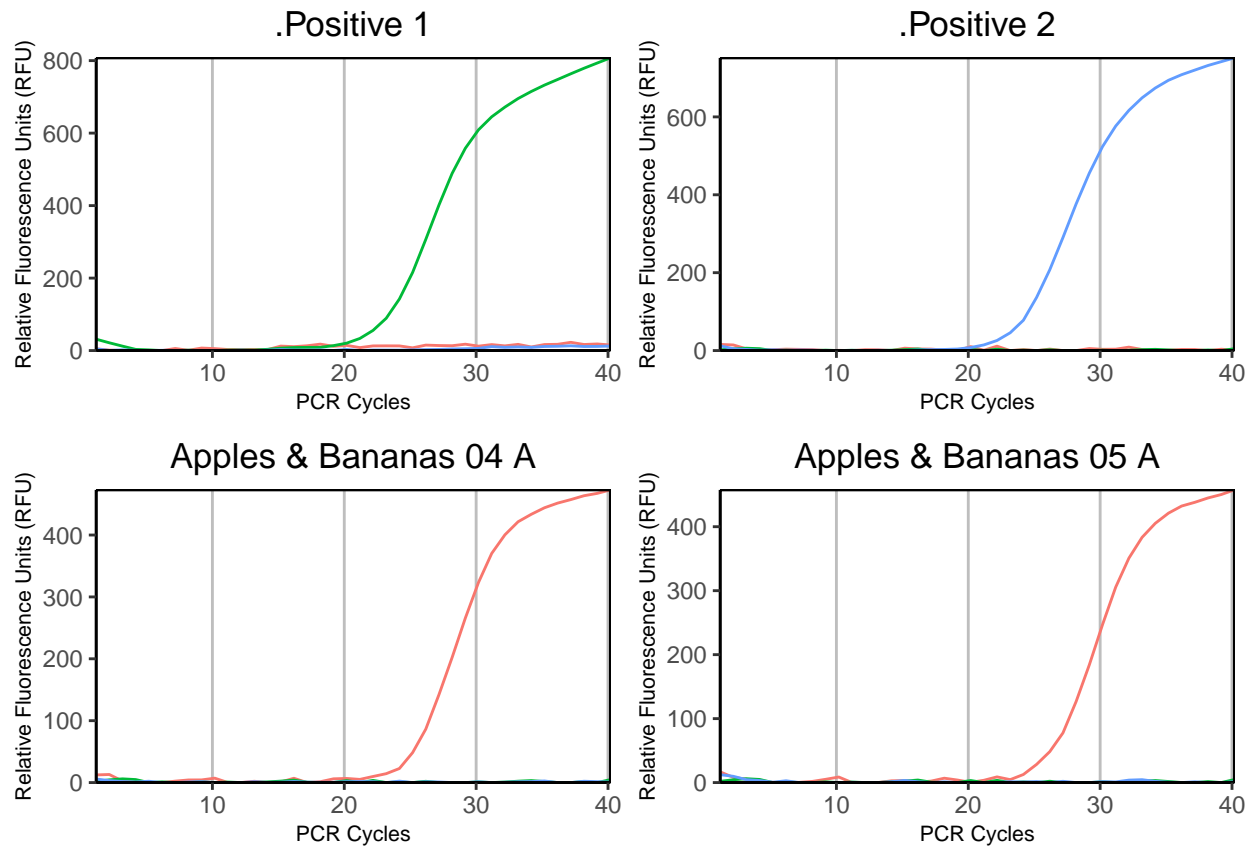 .Positive 1
Relative Fluorescence Units (RFU)
800
600
400
200
0
10
20
30
40
PCR Cycles
.Positive 2
Relative Fluorescence Units (RFU)
600
400
200
0
10
20
30
40
PCR Cycles
Apples & Bananas 04 A
Relative Fluorescence Units (RFU)
400
300
200
100
0
10
20
30
40
PCR Cycles
Apples & Bananas 05 A
Relative Fluorescence Units (RFU)
400
300
200
100
0
10
20
30
40
PCR Cycles